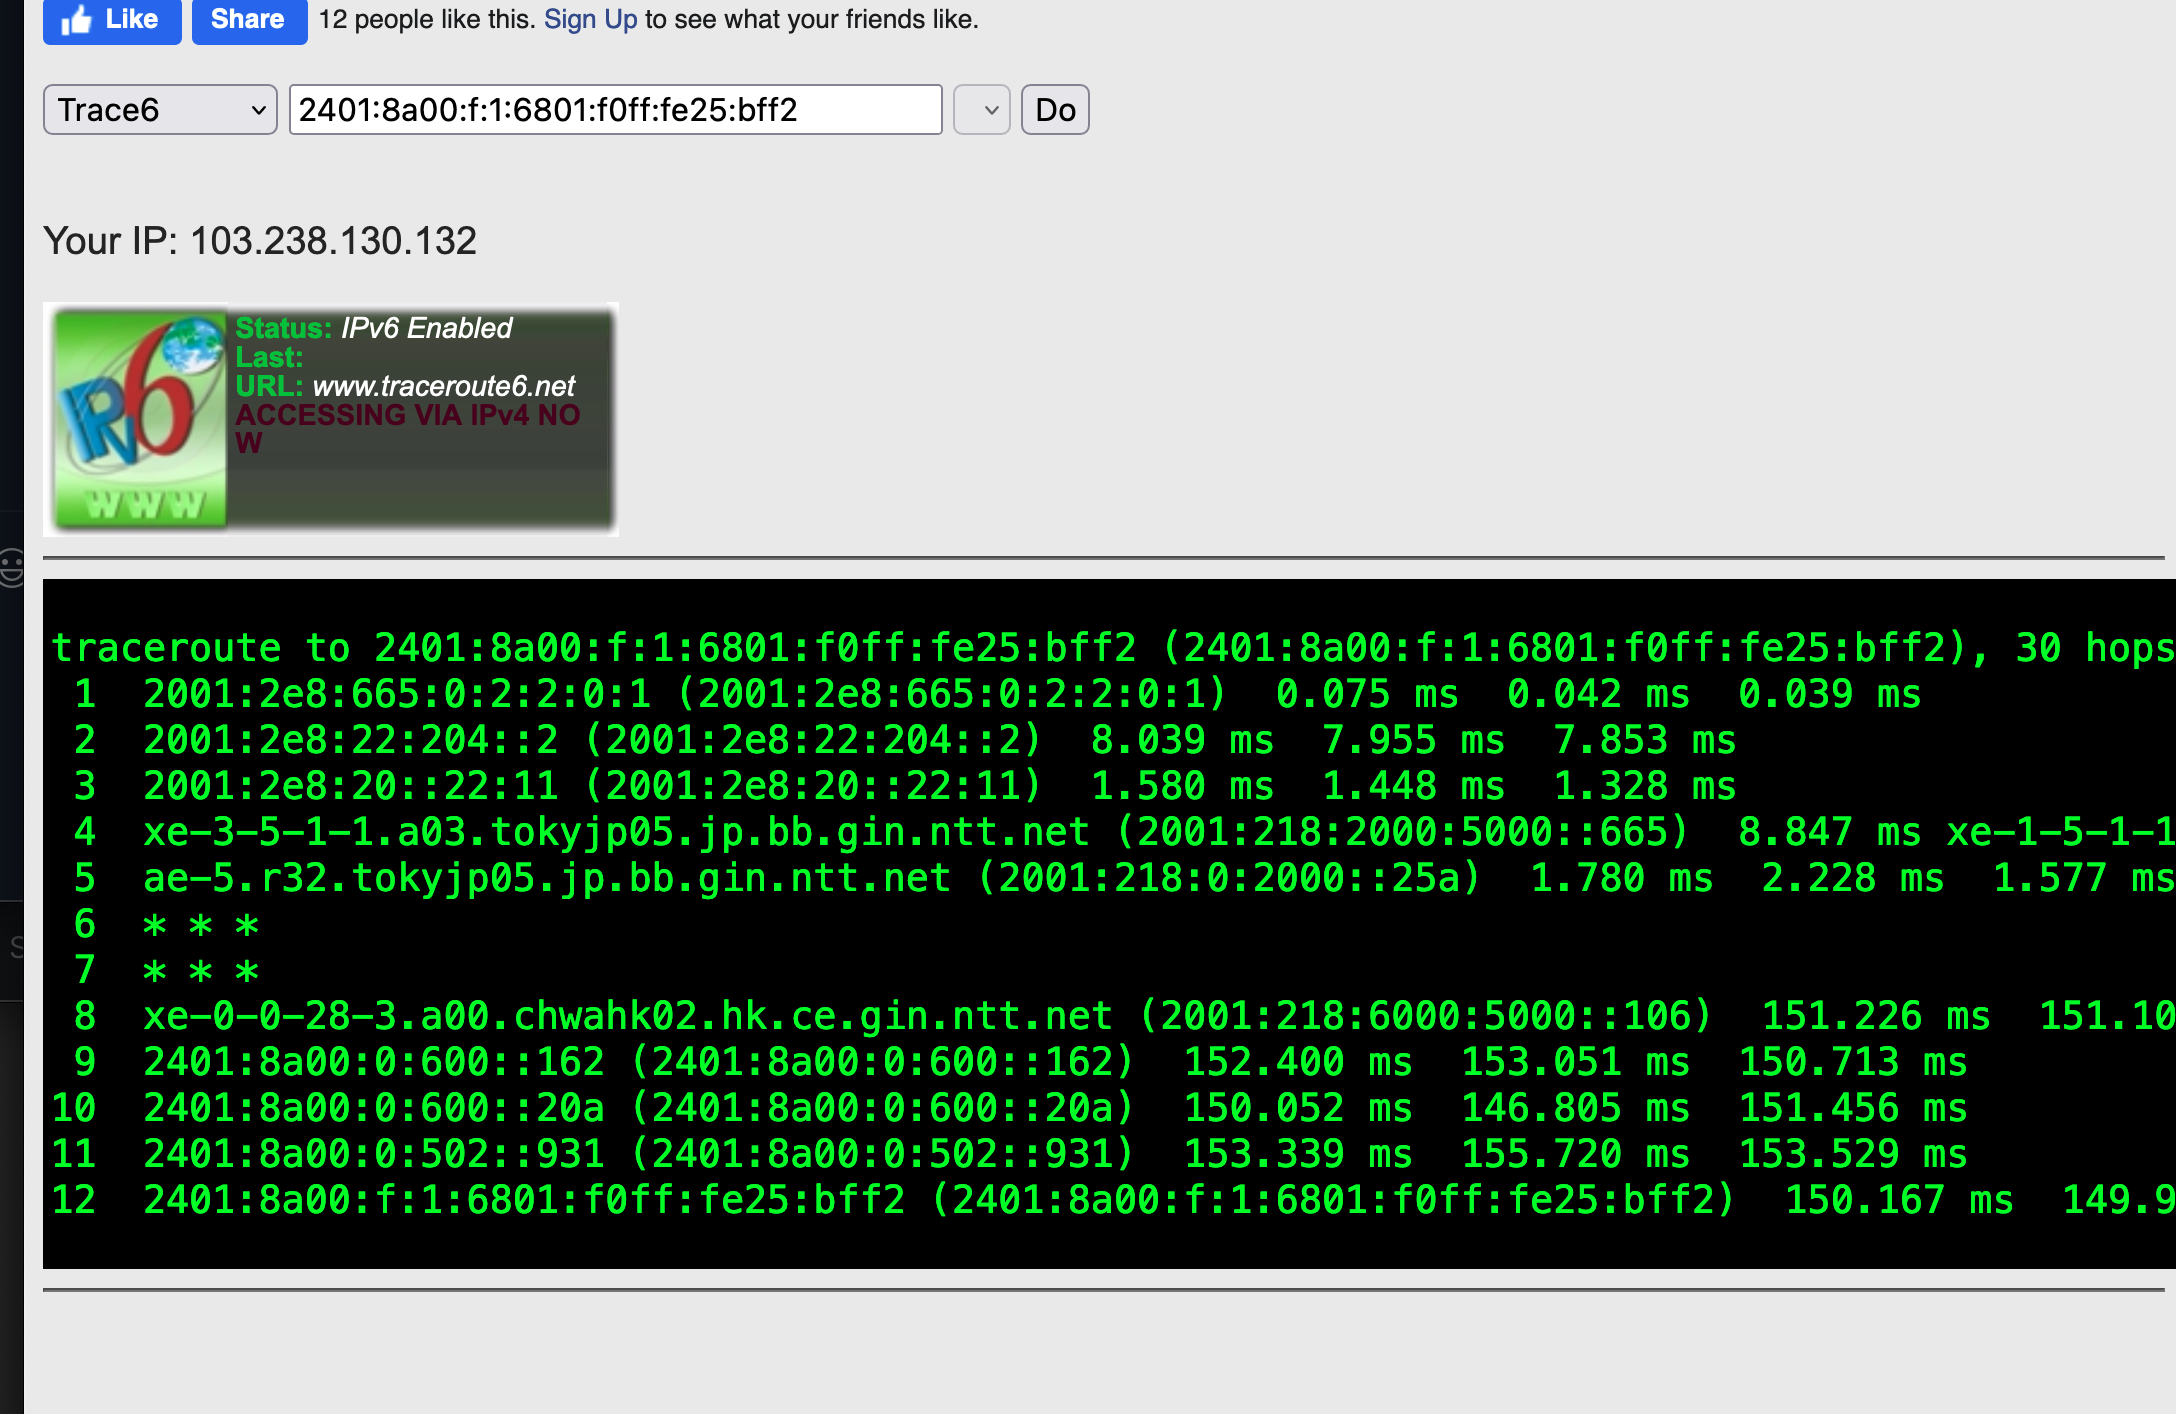 Like Share 12 people like this. Sign Up to see what your friends like.
Trace6 2401:8a00:f:1:6801:f0ff:fe25:bff2 Do
Your IP: 103.238.130.132
IPv6
www
Status: IPv6 Enabled
Last:
URL: www.traceroute6.net
ACCESSING VIA IPv4 NO
W
traceroute to 2401:8a00:f:1:6801:f0ff:fe25:bff2 (2401:8a00:f:1:6801:f0ff:fe25:bff2), 30 hops
1 2001:2e8:665:0:2:2:0:1 (2001:2e8:665:0:2:2:0:1) 0.075 ms 0.042 ms 0.039 ms
2 2001:2e8:22:204::2 (2001:2e8:22:204::2) 8.039 ms 7.955 ms 7.853 ms
3 2001:2e8:20::22:11 (2001:2e8:20::22:11) 1.580 ms 1.448 ms 1.328 ms
4 xe-3-5-1-1.a03.tokyjp05.jp.bb.gin.ntt.net (2001:218:2000:5000::665) 8.847 ms xe-1-5-1-1
5 ae-5.r32.tokyjp05.jp.bb.gin.ntt.net (2001:218:0:2000::25a) 1.780 ms 2.228 ms 1.577 ms
6 * * *
7 * * *
8 xe-0-0-28-3.a00.chwahk02.hk.ce.gin.ntt.net (2001:218:6000:5000::106) 151.226 ms 151.10
9 2401:8a00:0:600::162 (2401:8a00:0:600::162) 152.400 ms 153.051 ms 150.713 ms
10 2401:8a00:0:600::20a (2401:8a00:0:600::20a) 150.052 ms 146.805 ms 151.456 ms
11 2401:8a00:0:502::931 (2401:8a00:0:502::931) 153.339 ms 155.720 ms 153.529 ms
12 2401:8a00:f:1:6801:f0ff:fe25:bff2 (2401:8a00:f:1:6801:f0ff:fe25:bff2) 150.167 ms 149.9